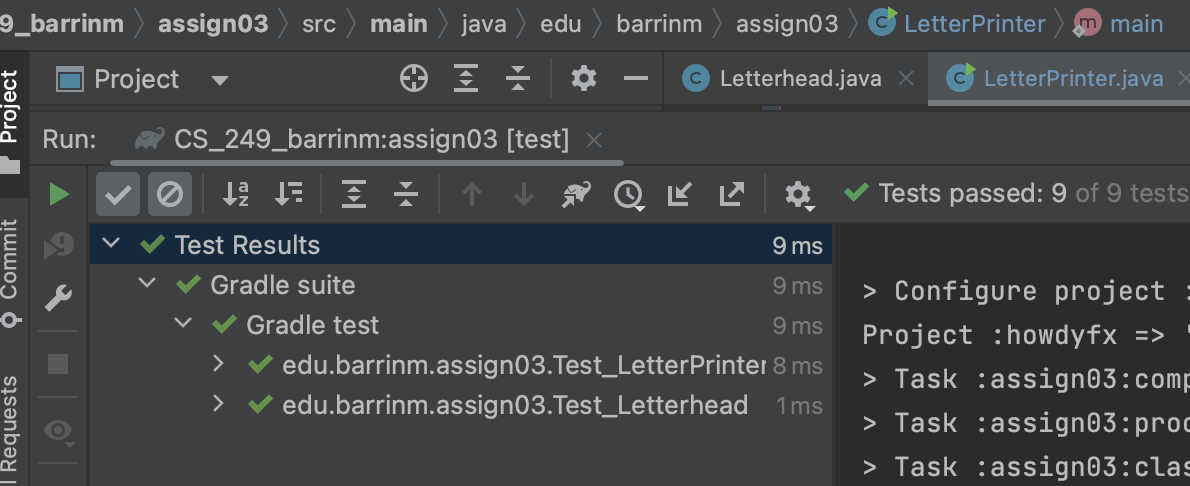 9_barrinm assign03 src main java edu barrinm assign03 C LetterPrinter m main
Project
Project C Letterhead.java C LetterPrinter.java
Run: CS_249_barrinm:assign03 [test]
Tests passed: 9 of 9 tests
Commit
Requests
Test Results 9 ms
Gradle suite 9 ms
Gradle test 9 ms
edu.barrinm.assign03.Test_LetterPrinter 8 ms
edu.barrinm.assign03.Test_Letterhead 1 ms
> Configure project :
Project :howdyfx => '
> Task :assign03:comp
> Task :assign03:proc
> Task :assign03:clas